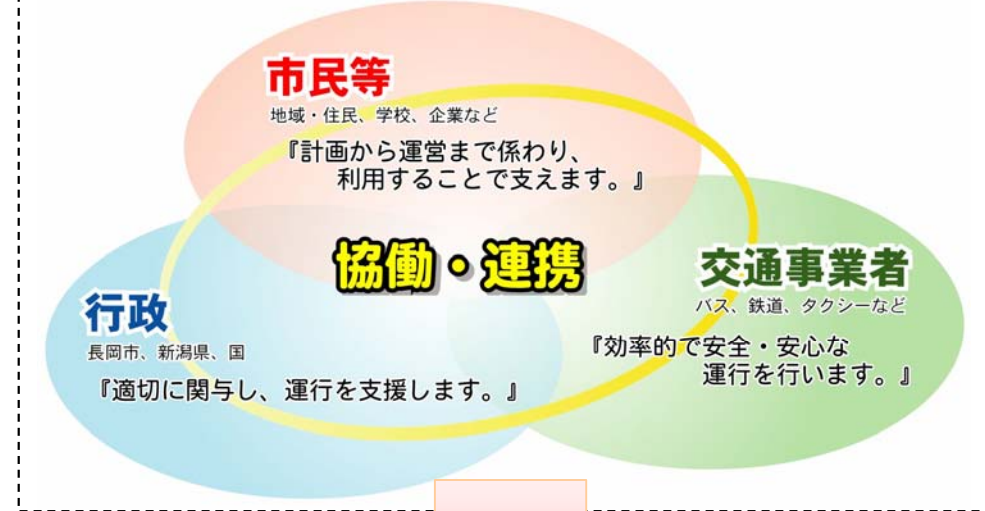 市民等
地域・住民、学校、企業など
『計画から運営まで係わり、
利用することで支えます。』
協働・連携
交通事業者
バス、鉄道、タクシーなど
『効率的で安全・安心な
運行を行います。』
行政
長岡市、新潟県、国
『適切に関与し、運行を支援します。』